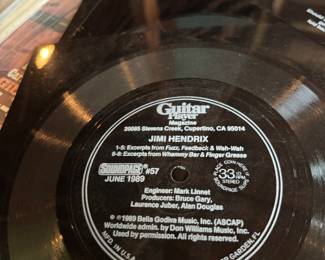 Guitar
Player
Magazine
20085 Stevens Creek, Cupertino, CA 95014
JIMI HENDRIX
1-5: Excerpts from Fuzz, Feedback & Wah-Wah
6-8: Excerpts from Whammy Bar & Finger Grease
SOUNDPAGE #57
JUNE 1989
33⅓ RPM
STEREO
Engineer: Mark Linnet
Producers: Bruce Gary,
Laurence Juber, Alan Douglas
©1989 Bella Godiva Music, Inc. (ASCAP)
Worldwide admin. by Don Williams Music, Inc.
Used by permission. All rights reserved.